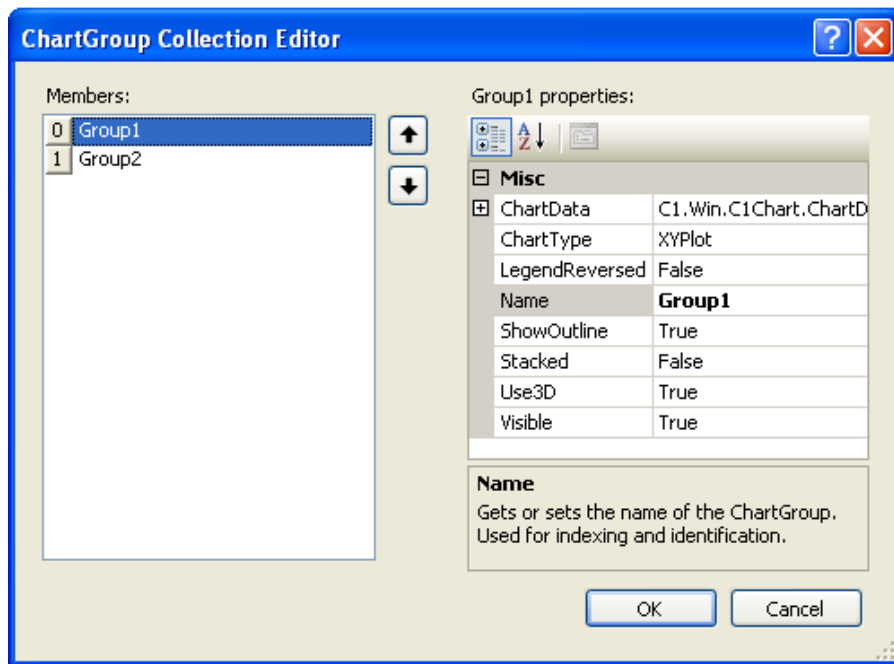 ChartGroup Collection Editor
Members:
0 Group1
1 Group2
Group1 properties:
Misc
ChartData C1.Win.C1Chart.ChartD
ChartType XYPlot
LegendReversed False
Name Group1
ShowOutline True
Stacked False
Use3D True
Visible True
Name
Gets or sets the name of the ChartGroup.
Used for indexing and identification.
OK Cancel